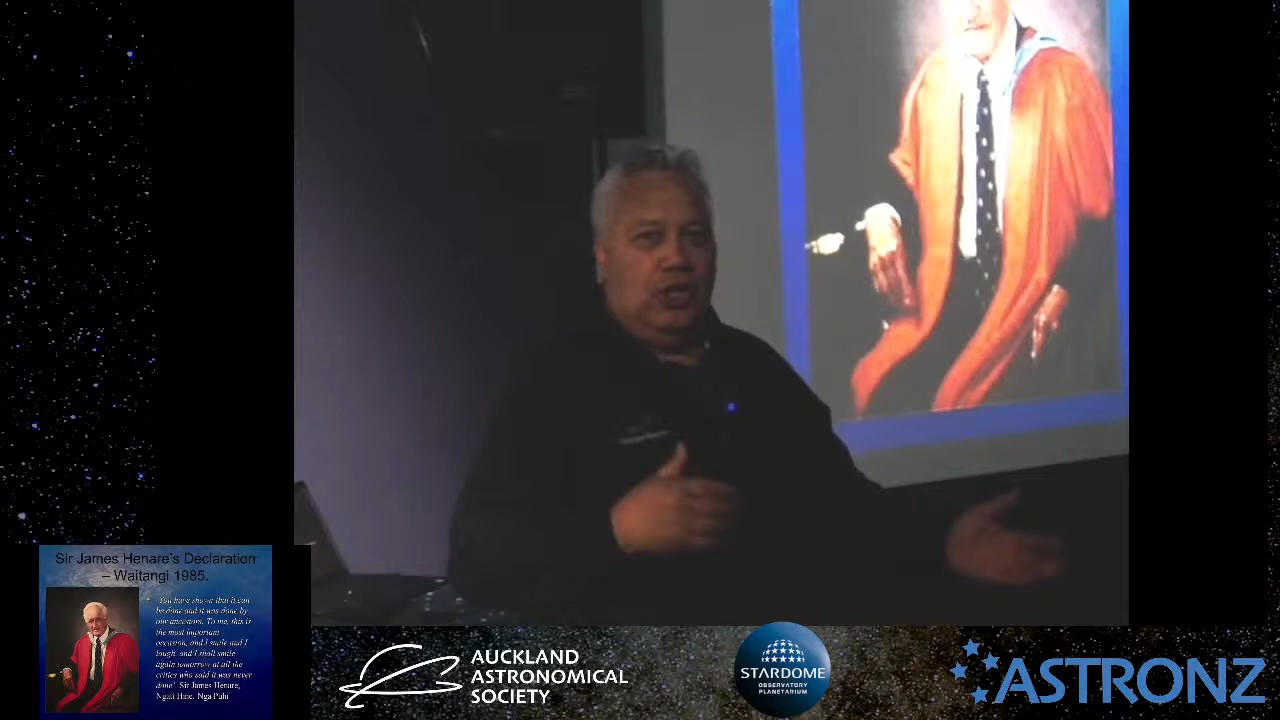 Sir James Henare's Declaration
– Waitangi 1985.
"You have shown that it can
be done and it was done by
our ancestors. To me, this is
the most important
occasion, and I smile and I
laugh, and I shall smile
again tomorrow at all the
critics who said it was never
done". Sir James Henare,
Ngati Hine, Nga Puhi
AUCKLAND
ASTRONOMICAL
SOCIETY
STARDOME
OBSERVATORY
PLANETARIUM
ASTRONZ